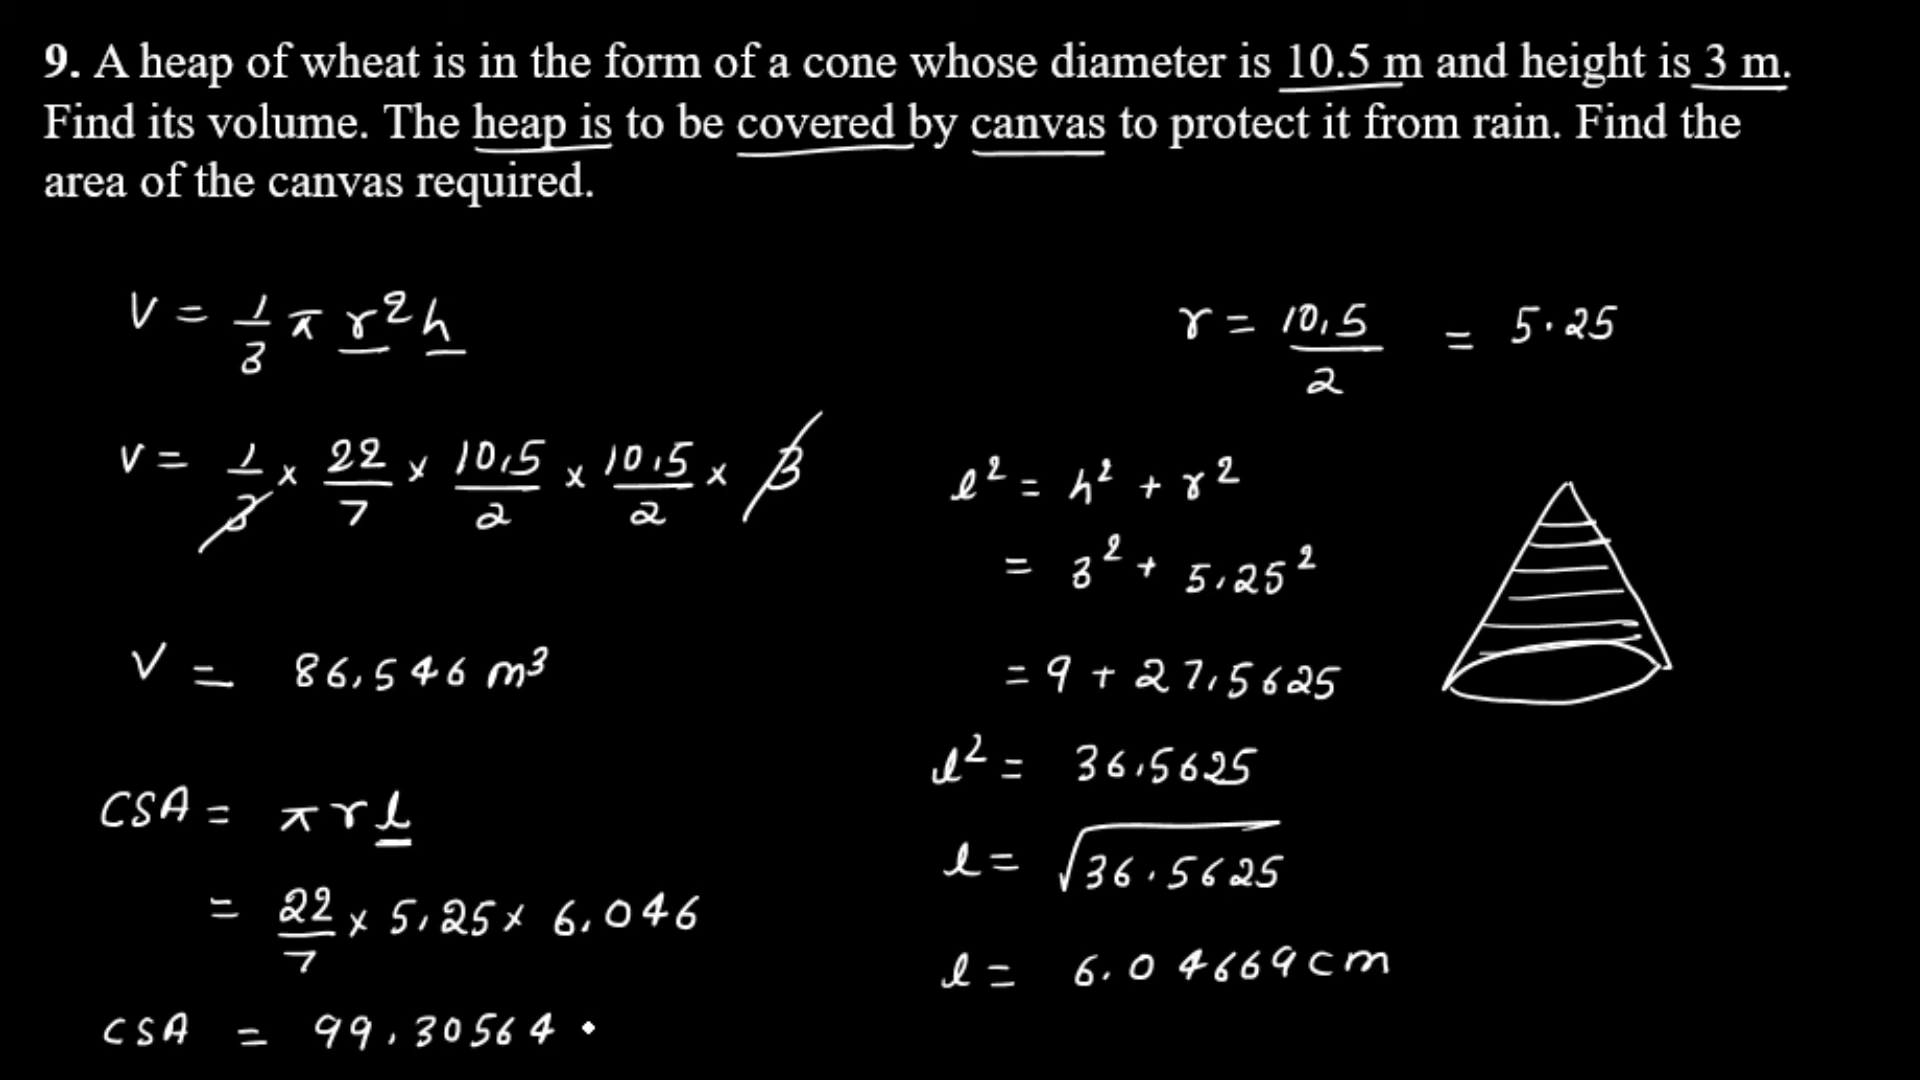 9. A heap of wheat is in the form of a cone whose diameter is 10.5 m and height is 3 m.
Find its volume. The heap is to be covered by canvas to protect it from rain. Find the
area of the canvas required.
V = 1/3 π r²h
V = 1/3 × 22/7 × 10.5/2 × 10.5/2 × 3
V = 86.546 m³
CSA = π r l
= 22/7 × 5.25 × 6.046
CSA = 99.30564
r = 10.5/2 = 5.25
l² = h² + r²
= 3² + 5.25²
= 9 + 27.5625
l² = 36.5625
l = √36.5625
l = 6.04669cm